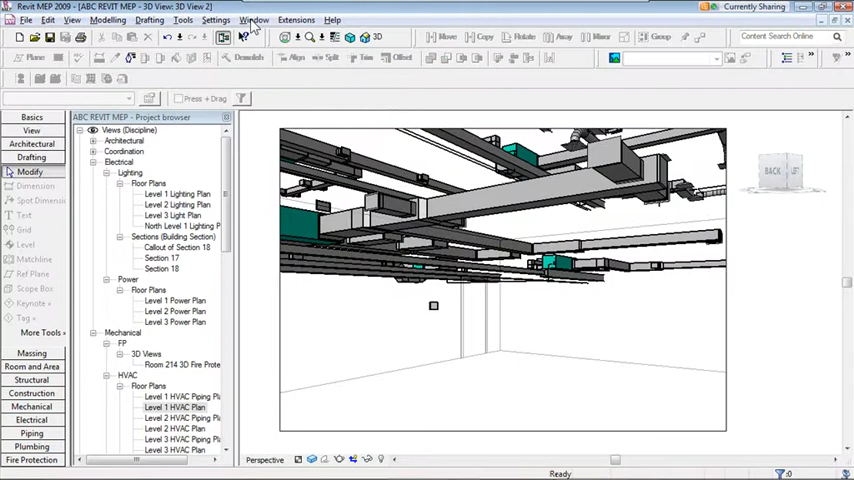 Revit MEP 2009 - [ABC REVIT MEP - 3D View: 3D View 2]
Currently Sharing
File Edit View Modelling Drafting Tools Settings Window Extensions Help
3D
Move Copy Rotate Array Mirror Group
Search Content Online
Demolish Align Split Trim Offset
Press + Drag
Basics
View
Architectural
Drafting
Modify
Dimension
Spot Dimension
Text
Grid
Level
Matchline
Ref Plane
Scope Box
Keynote
Tag
More Tools
Massing
Room and Area
Structural
Construction
Mechanical
Electrical
Piping
Plumbing
Fire Protection
ABC REVIT MEP - Project browser
Views (Discipline)
Architectural
Coordination
Electrical
Lighting
Floor Plans
Level 1 Lighting Plan
Level 2 Lighting Plan
Level 3 Light Plan
North Level 1 Lighting P
Sections (Building Section)
Callout of Section 18
Section 17
Section 18
Power
Floor Plans
Level 1 Power Plan
Level 2 Power Plan
Level 3 Power Plan
Mechanical
FP
3D Views
Room 214 3D Fire Prote
HVAC
Floor Plans
Level 1 HVAC Piping Pl
Level 1 HVAC Plan
Level 2 HVAC Piping Pl
Level 2 HVAC Plan
Level 3 HVAC Piping Pl
Level 3 HVAC Plan
BACK
Perspective
Ready
:0